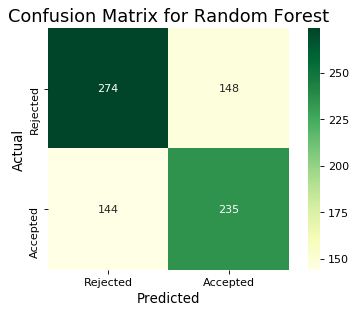 Confusion Matrix for Random Forest
Actual
Rejected
Accepted
274
148
144
235
Rejected
Accepted
Predicted
250
225
200
175
150